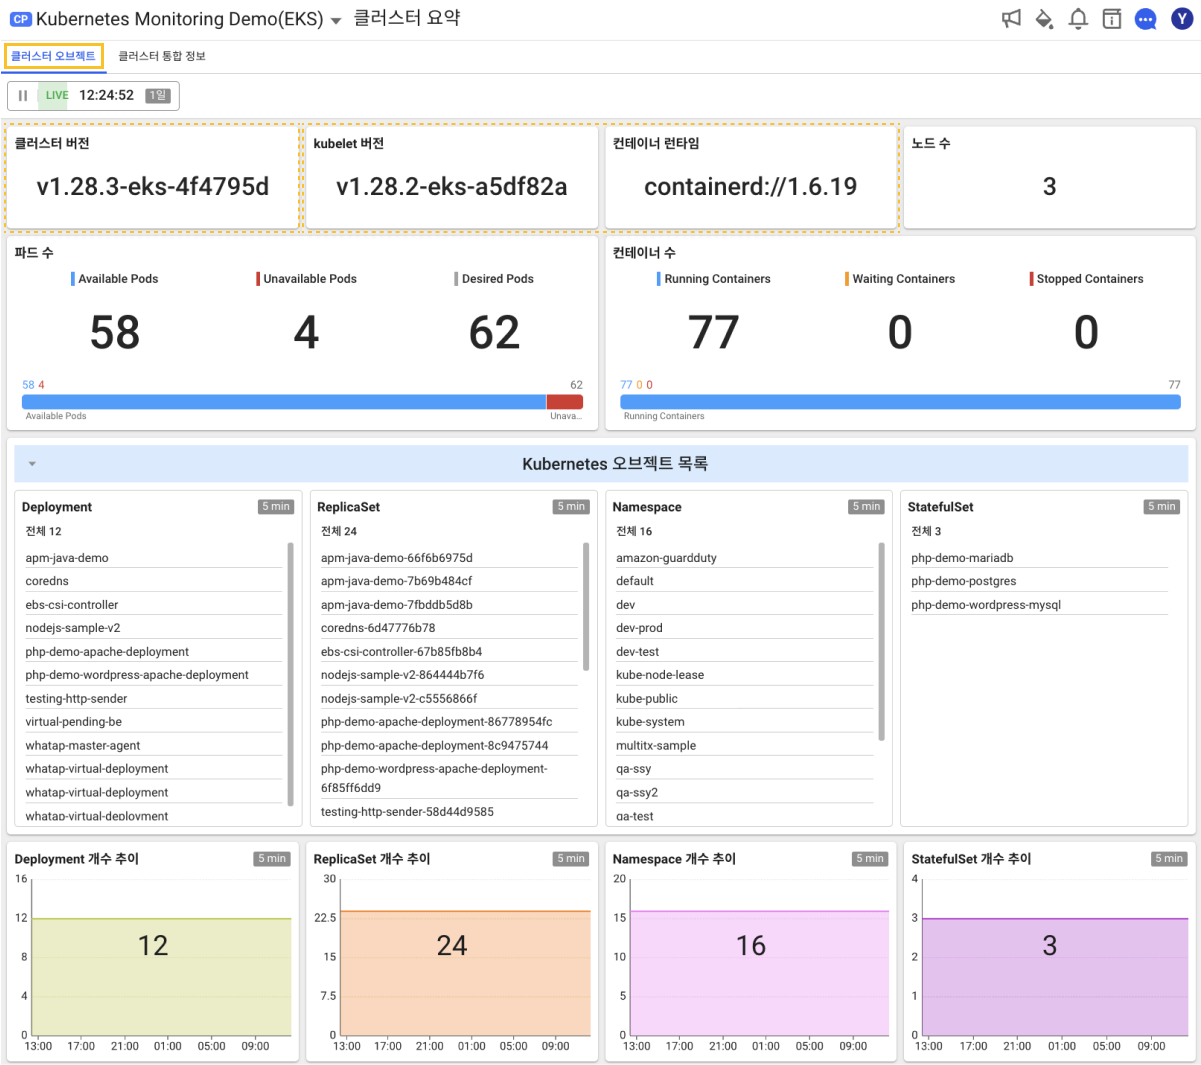 CP Kubernetes Monitoring Demo(EKS) 클러스터 요약
Y
클러스터 오브젝트 클러스터 통합 정보
LIVE 12:24:52 1일
클러스터 버전
v1.28.3-eks-4f4795d
kubelet 버전
v1.28.2-eks-a5df82a
컨테이너 런타임
containerd://1.6.19
노드 수
3
파드 수
Available Pods Unavailable Pods Desired Pods
58 4 62
58 4 62
Available Pods Unava...
컨테이너 수
Running Containers Waiting Containers Stopped Containers
77 0 0
77 0 0 77
Running Containers
Kubernetes 오브젝트 목록
Deployment 5 min
전체 12
apm-java-demo
coredns
ebs-csi-controller
nodejs-sample-v2
php-demo-apache-deployment
php-demo-wordpress-apache-deployment
testing-http-sender
virtual-pending-be
whatap-master-agent
whatap-virtual-deployment
whatap-virtual-deployment
whatap-virtual-deployment
ReplicaSet 5 min
전체 24
apm-java-demo-66f6b6975d
apm-java-demo-7b69b484cf
apm-java-demo-7fbddb5d8b
coredns-6d47776b78
ebs-csi-controller-67b85fb8b4
nodejs-sample-v2-864444b7f6
nodejs-sample-v2-c5556866f
php-demo-apache-deployment-86778954fc
php-demo-apache-deployment-8c9475744
php-demo-wordpress-apache-deployment-
6f85ff6dd9
testing-http-sender-58d44d9585
Namespace 5 min
전체 16
amazon-guardduty
default
dev
dev-prod
dev-test
kube-node-lease
kube-public
kube-system
multitx-sample
qa-ssy
qa-ssy2
qa-test
StatefulSet 5 min
전체 3
php-demo-mariadb
php-demo-postgres
php-demo-wordpress-mysql
Deployment 개수 추이 5 min
16
12
8
4
0
12
13:00 17:00 21:00 01:00 05:00 09:00
ReplicaSet 개수 추이 5 min
30
22.5
15
7.5
0
24
13:00 17:00 21:00 01:00 05:00 09:00
Namespace 개수 추이 5 min
20
15
10
5
0
16
13:00 17:00 21:00 01:00 05:00 09:00
StatefulSet 개수 추이 5 min
4
3
2
1
0
3
13:00 17:00 21:00 01:00 05:00 09:00